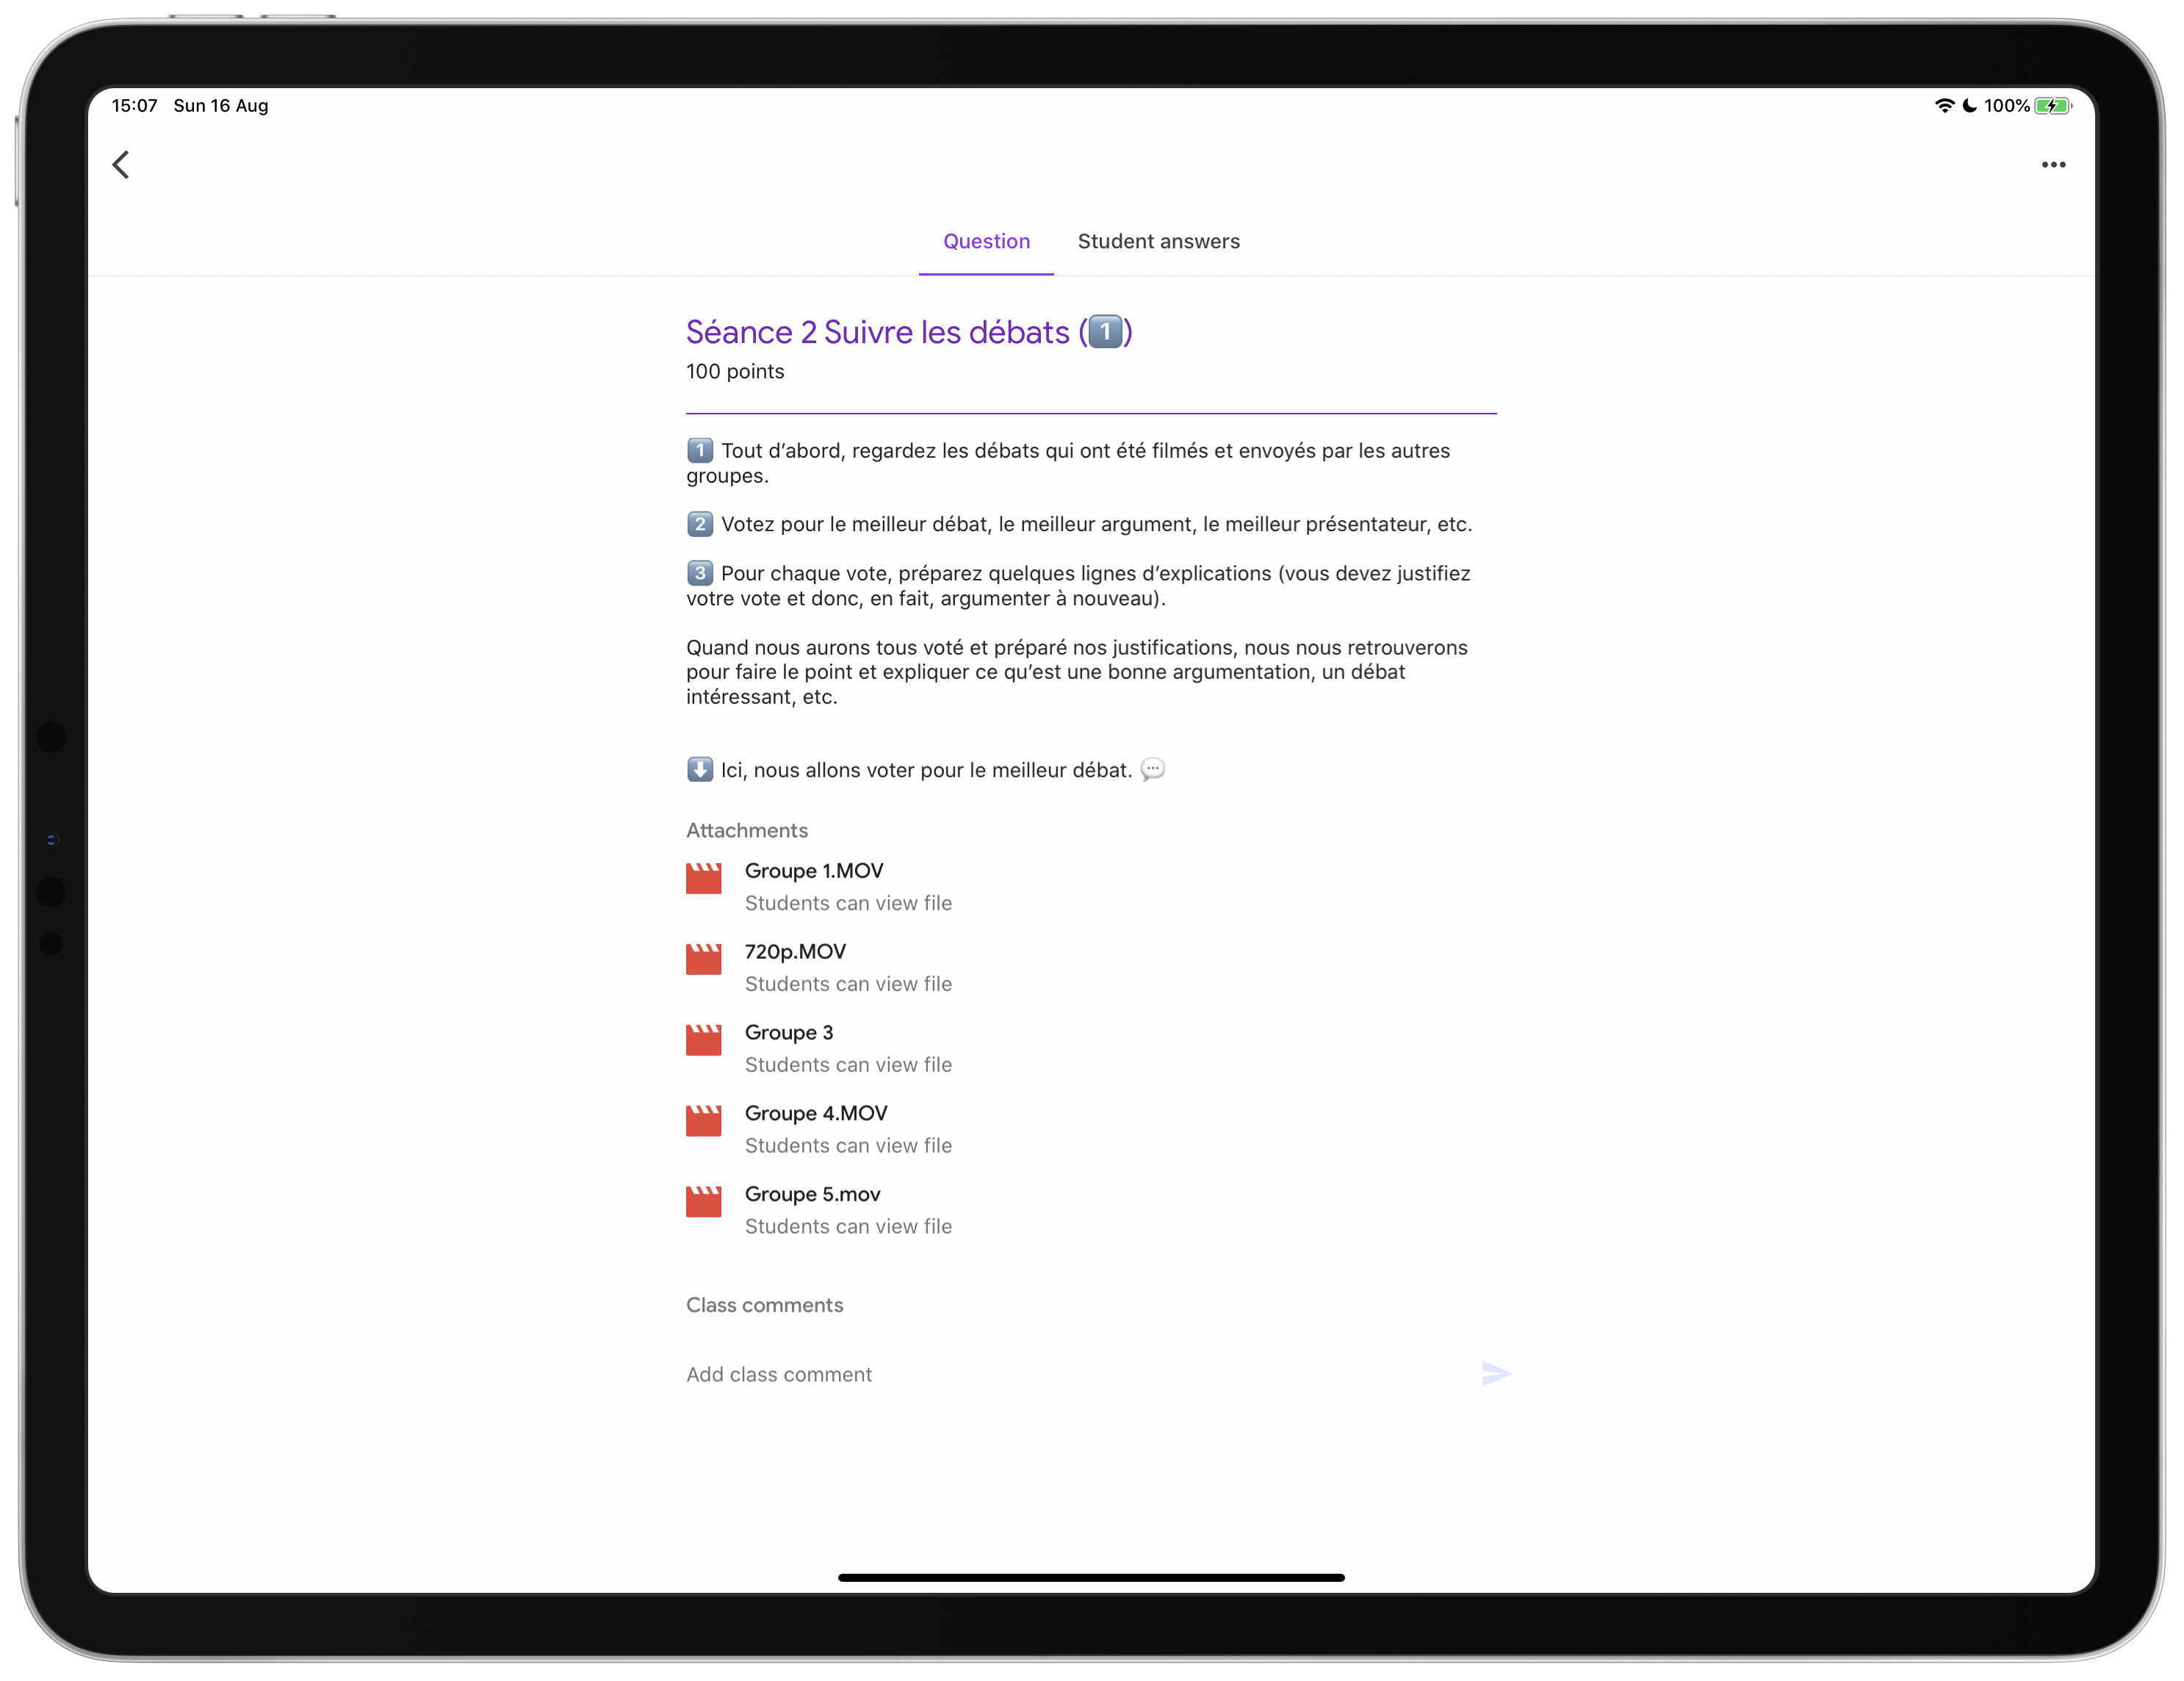 15:07 Sun 16 Aug
100%
Question Student answers
Séance 2 Suivre les débats (1️⃣)
100 points
1️⃣ Tout d’abord, regardez les débats qui ont été filmés et envoyés par les autres
groupes.
2️⃣ Votez pour le meilleur débat, le meilleur argument, le meilleur présentateur, etc.
3️⃣ Pour chaque vote, préparez quelques lignes d’explications (vous devez justifiez
votre vote et donc, en fait, argumenter à nouveau).
Quand nous aurons tous voté et préparé nos justifications, nous nous retrouverons
pour faire le point et expliquer ce qu’est une bonne argumentation, un débat
intéressant, etc.
⬇️ Ici, nous allons voter pour le meilleur débat. 💬
Attachments
Groupe 1.MOV
Students can view file
720p.MOV
Students can view file
Groupe 3
Students can view file
Groupe 4.MOV
Students can view file
Groupe 5.mov
Students can view file
Class comments
Add class comment